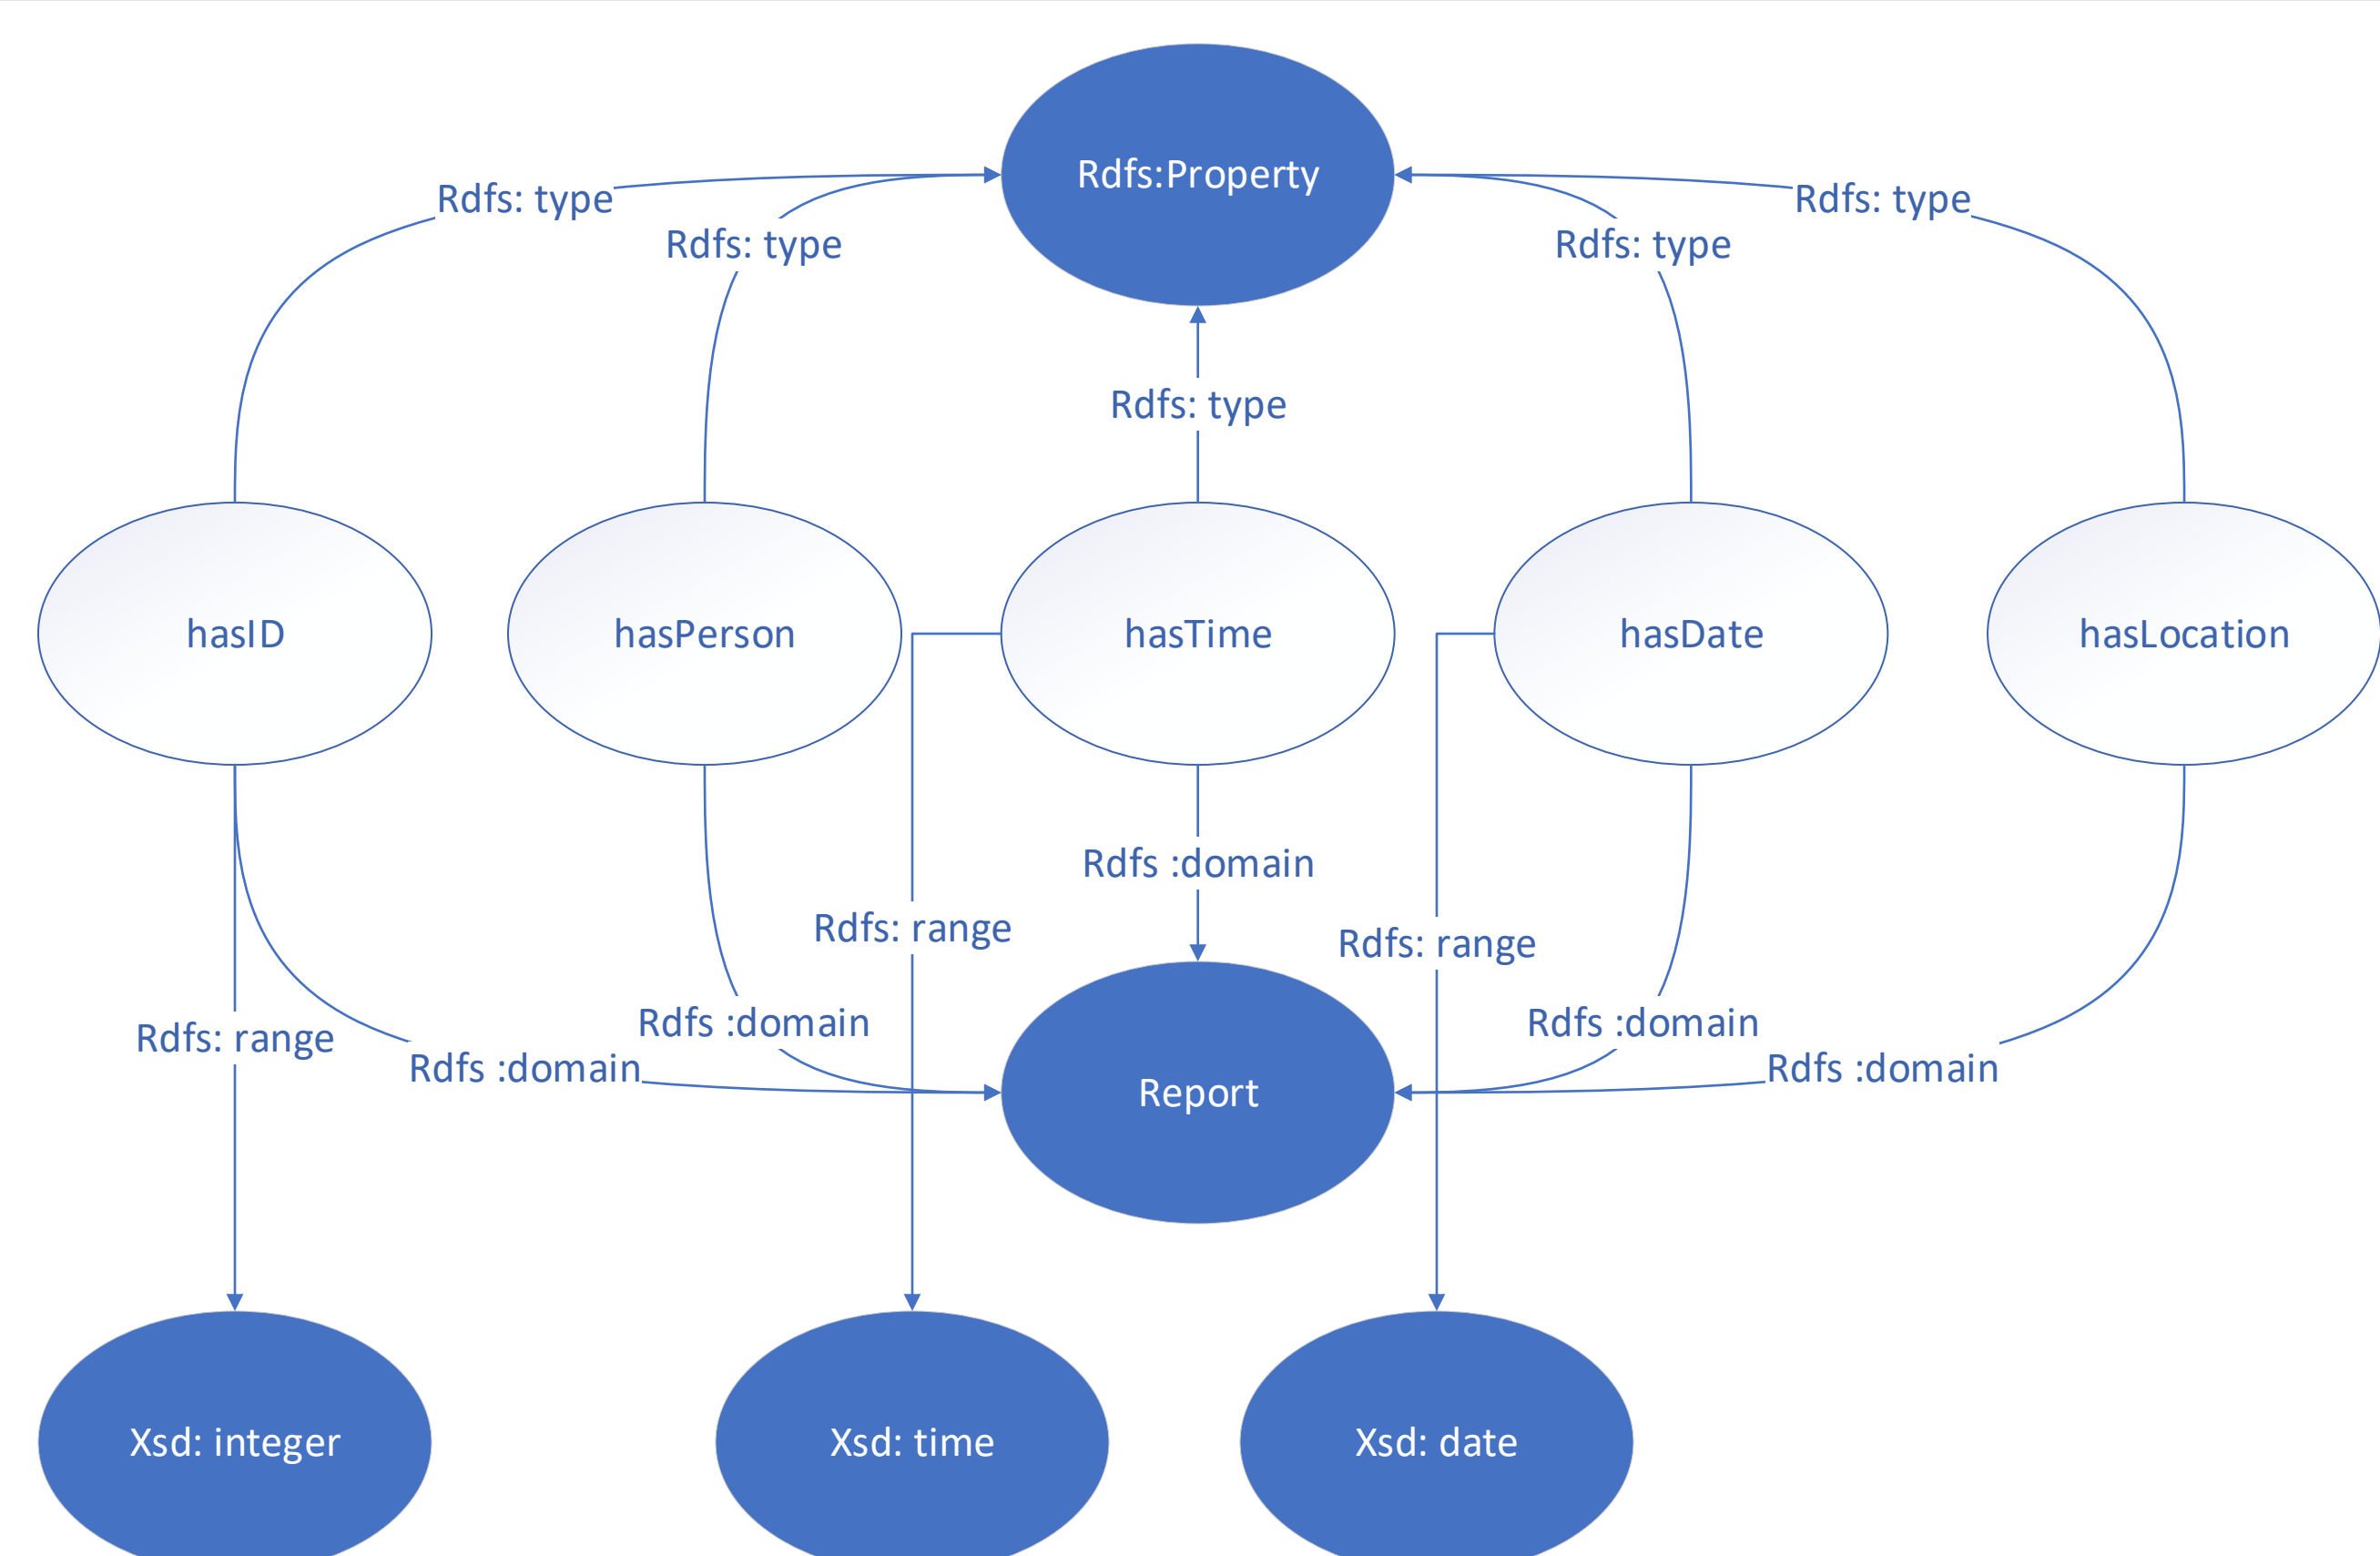 Rdfs:Property
Rdfs: type
Rdfs: type
Rdfs: type
Rdfs: type
Rdfs: type
hasID
hasPerson
hasTime
hasDate
hasLocation
Rdfs :domain
Rdfs: range
Rdfs: range
Rdfs :domain
Rdfs :domain
Rdfs: range
Rdfs :domain
Rdfs :domain
Report
Xsd: integer
Xsd: time
Xsd: date